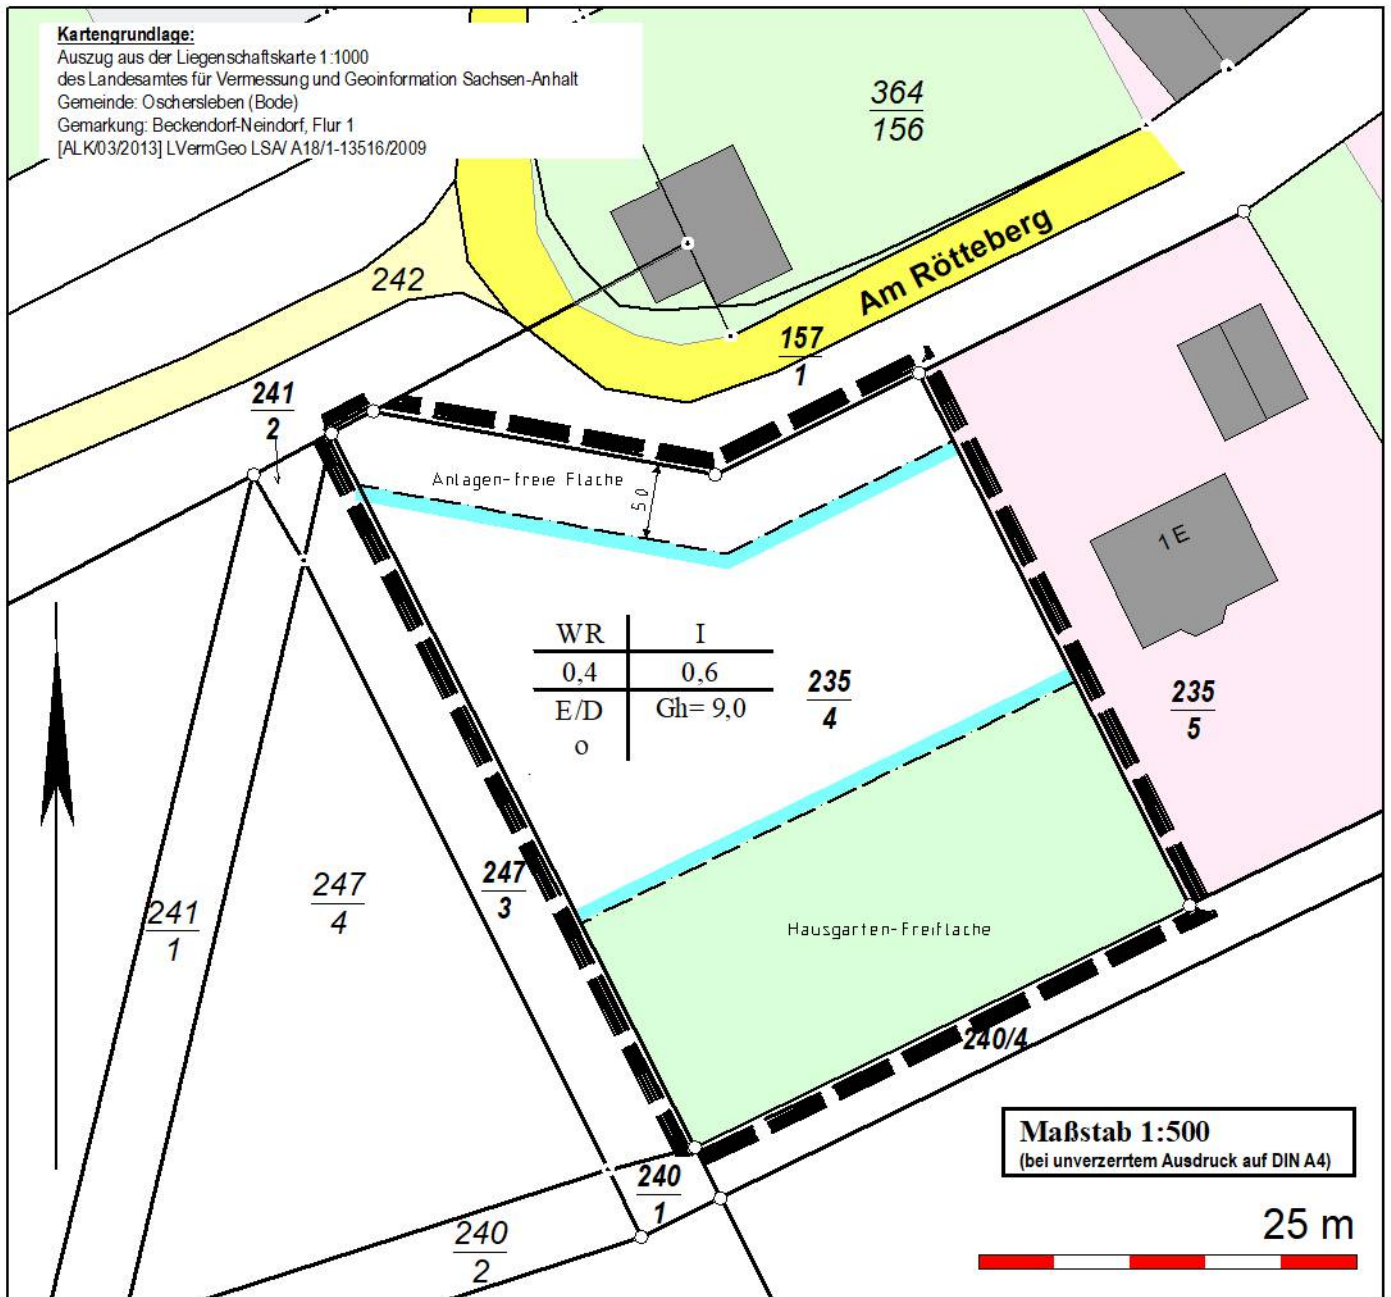 Kartengrundlage:
Auszug aus der Liegenschaftskarte 1:1000
des Landesamtes für Vermessung und Geoinformation Sachsen-Anhalt
Gemeinde: Oschersleben (Bode)
Gemarkung: Beckendorf-Neindorf, Flur 1
[ALK/03/2013] LVermGeo LSA/ A18/1-13516/2009
364
156
242
Am Rötteberg
157
1
241
2
Anlagen-freie Fläche
5.0
1E
WR I
0,4 0,6
E/D Gh= 9,0
o
235
4
235
5
247
3
247
4
241
1
Hausgarten-Freifläche
240/4
Maßstab 1:500
(bei unverzerrtem Ausdruck auf DIN A4)
240
1
240
2
25 m